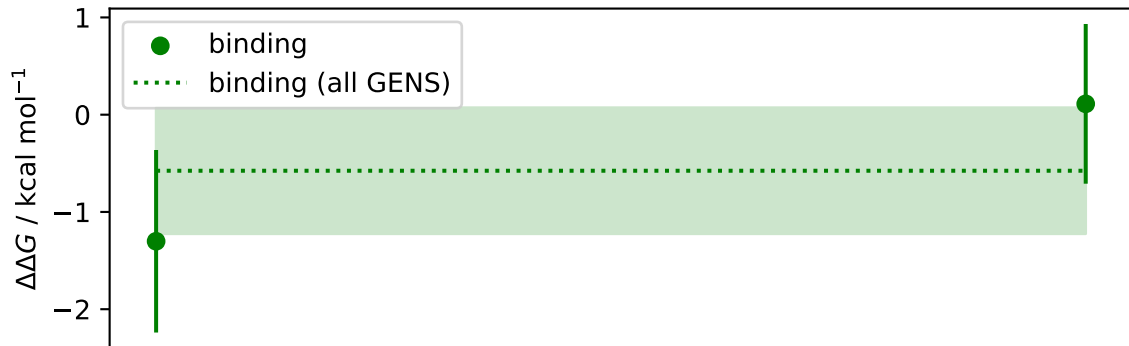 1
binding
binding (all GENS)
0
−1
−2
ΔΔG / kcal mol⁻¹